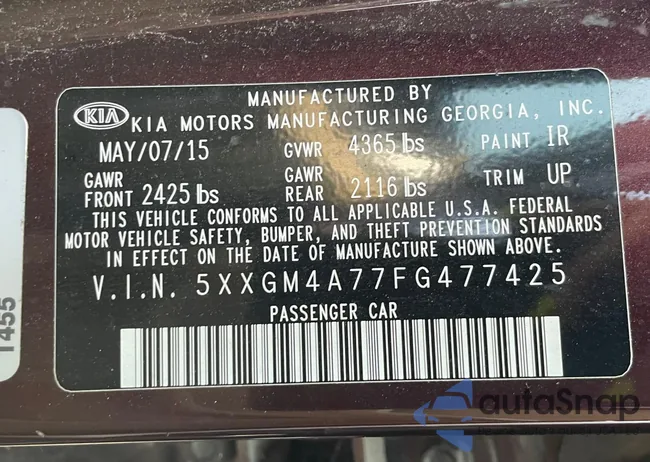 MANUFACTURED BY
KIA KIA MOTORS MANUFACTURING GEORGIA, INC.
MAY/07/15 GVWR 4365 lbs PAINT IR
GAWR FRONT 2425 lbs GAWR REAR 2116 lbs TRIM UP
THIS VEHICLE CONFORMS TO ALL APPLICABLE U.S.A. FEDERAL
MOTOR VEHICLE SAFETY, BUMPER, AND THEFT PREVENTION STANDARDS
IN EFFECT ON THE DATE OF MANUFACTURE SHOWN ABOVE.
V.I.N. 5XXGM4A77FG477425
PASSENGER CAR
T455
autoSnap